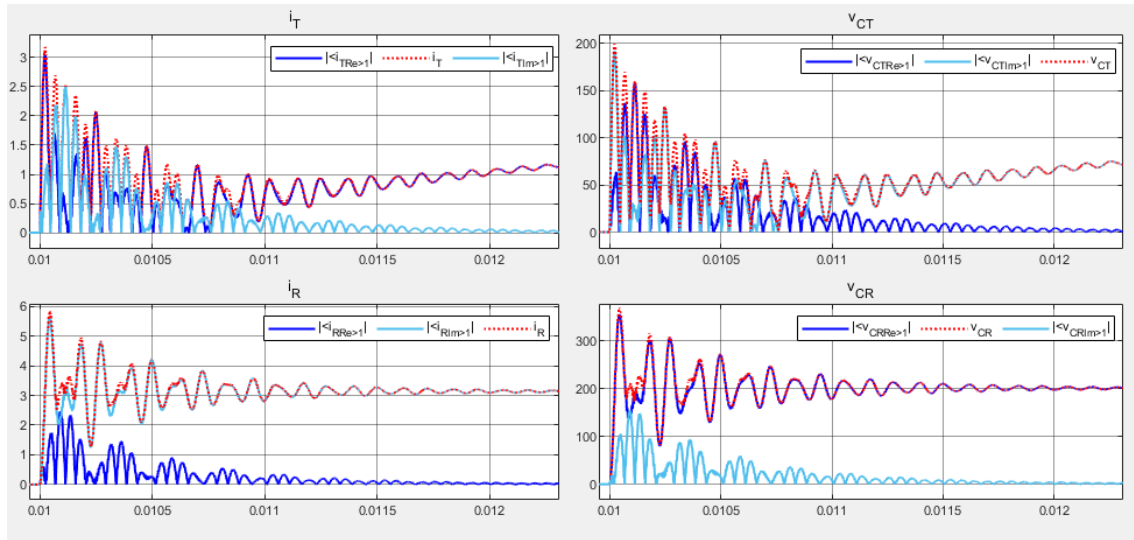 i_T
v_CT
|<i_TRe>1| i_T |<i_TIm>1|
|<v_CTRe>1| |<v_CTIm>1| v_CT
3
2.5
2
1.5
1
0.5
0
0.01 0.0105 0.011 0.0115 0.012
200
150
100
50
0
0.01 0.0105 0.011 0.0115 0.012
i_R
v_CR
|<i_RRe>1| |<i_RIm>1| i_R
|<v_CRRe>1| v_CR |<v_CRIm>1|
6
5
4
3
2
1
0
0.01 0.0105 0.011 0.0115 0.012
300
200
100
0
0.01 0.0105 0.011 0.0115 0.012